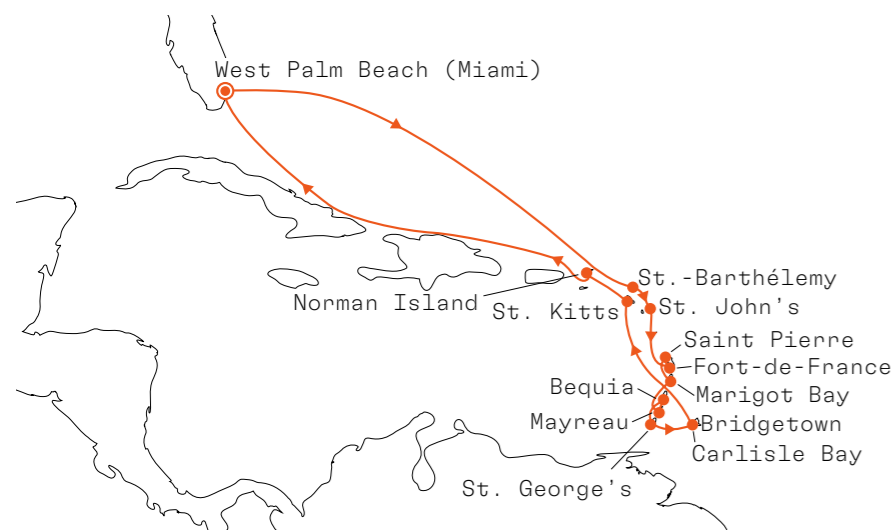 West Palm Beach (Miami)
St.-Barthélemy
Norman Island
St. Kitts
St. John's
Saint Pierre
Fort-de-France
Bequia
Marigot Bay
Mayreau
Bridgetown
Carlisle Bay
St. George's